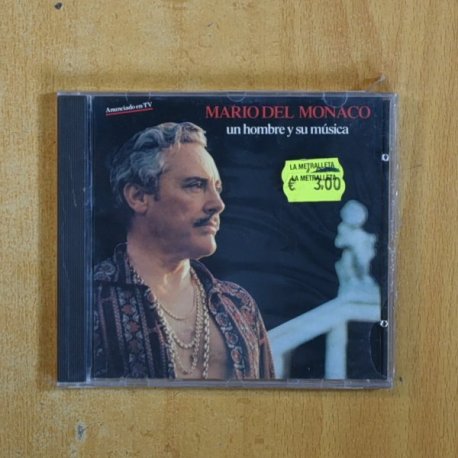 Anunciado en TV
MARIO DEL MONACO
un hombre y su música
LA METRALLETA
LA METRALLETA
€ 3,00